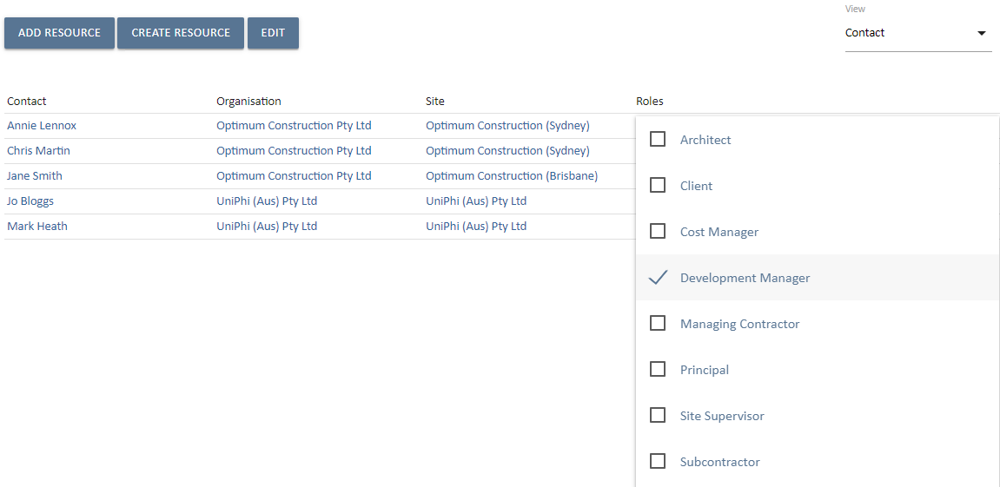 View
ADD RESOURCE CREATE RESOURCE EDIT Contact
Contact Organisation Site Roles
Annie Lennox Optimum Construction Pty Ltd Optimum Construction (Sydney)
Chris Martin Optimum Construction Pty Ltd Optimum Construction (Sydney)
Jane Smith Optimum Construction Pty Ltd Optimum Construction (Brisbane)
Jo Bloggs UniPhi (Aus) Pty Ltd UniPhi (Aus) Pty Ltd
Mark Heath UniPhi (Aus) Pty Ltd UniPhi (Aus) Pty Ltd
Architect
Client
Cost Manager
Development Manager
Managing Contractor
Principal
Site Supervisor
Subcontractor